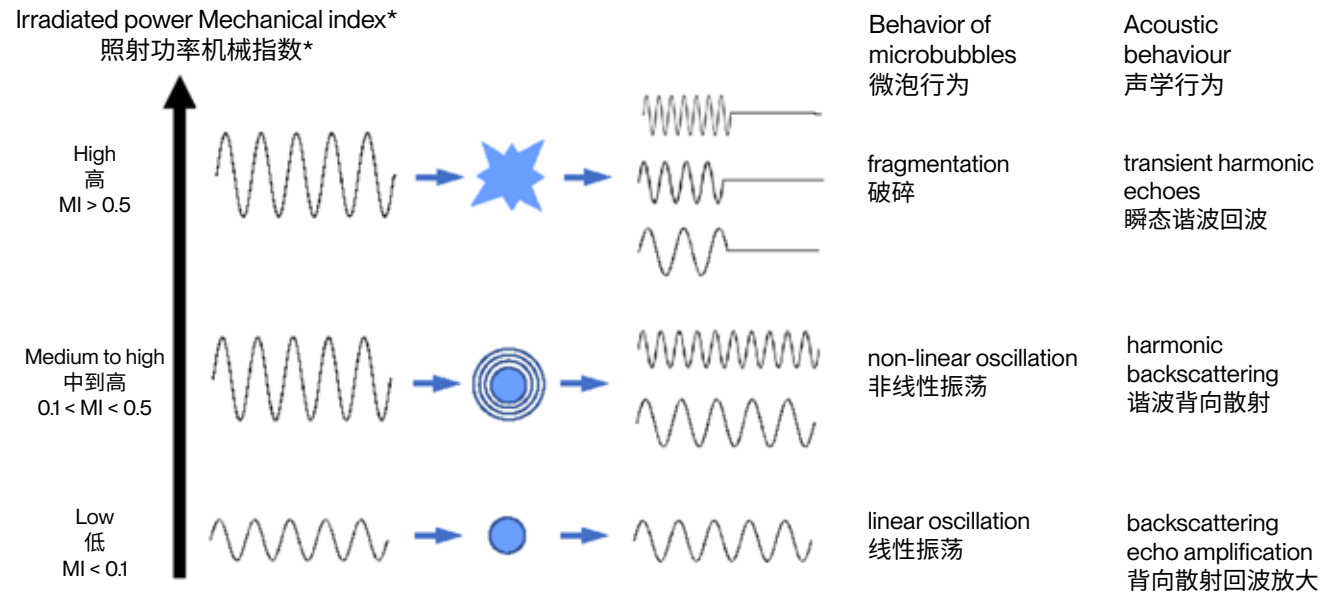 Irradiated power Mechanical index*
照射功率机械指数*
Behavior of
microbubbles
微泡行为
Acoustic
behaviour
声学行为
High
高
MI > 0.5
fragmentation
破碎
transient harmonic
echoes
瞬态谐波回波
Medium to high
中到高
0.1 < MI < 0.5
non-linear oscillation
非线性振荡
harmonic
backscattering
谐波背向散射
Low
低
MI < 0.1
linear oscillation
线性振荡
backscattering
echo amplification
背向散射回波放大